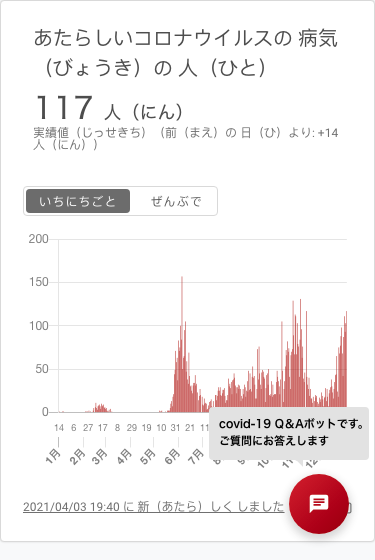 あたらしいコロナウイルスの 病気
（びょうき）の 人（ひと）
117 人（にん）
実績値（じっせきち）（前（まえ）の 日（ひ）より: +14
人（にん））
いちにちごと ぜんぶで
200
150
100
50
0
14 6 27 17 8 29 19 10 31 21 11
1月 2月 3月 4月 5月 6月 7月
covid-19 Q＆Aボットです。
ご質問にお答えします
2021/04/03 19:40 に 新（あたら）しく しました